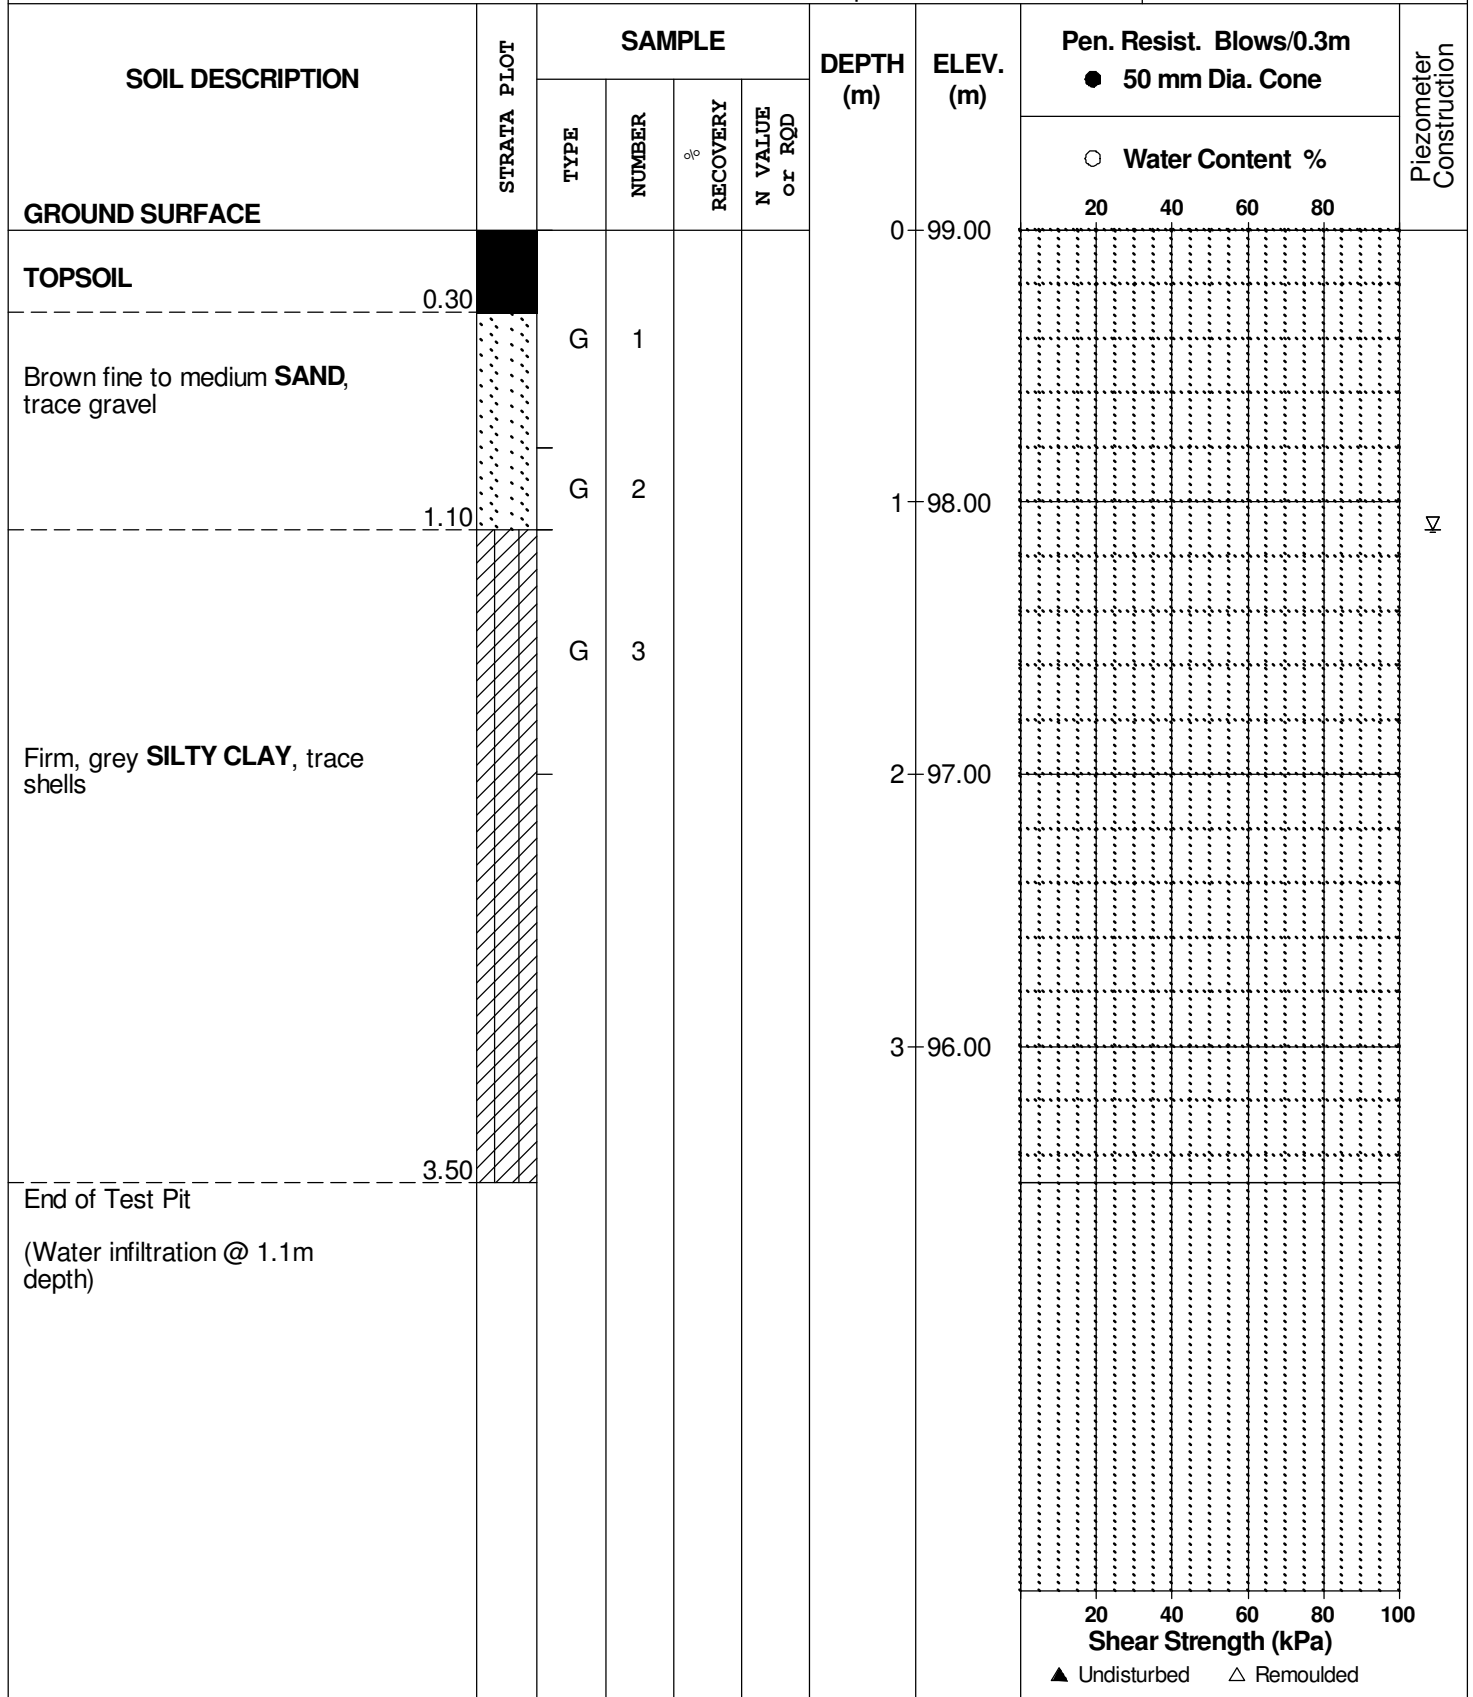 SOIL DESCRIPTION
GROUND SURFACE
STRATA PLOT
SAMPLE
TYPE
NUMBER
%
RECOVERY
N VALUE
or RQD
DEPTH
(m)
ELEV.
(m)
Pen. Resist. Blows/0.3m
● 50 mm Dia. Cone
○ Water Content %
20 40 60 80
Piezometer
Construction
0 99.00
TOPSOIL
0.30
G 1
Brown fine to medium SAND,
trace gravel
G 2
1 98.00
1.10
G 3
Firm, grey SILTY CLAY, trace
shells
2 97.00
3 96.00
3.50
End of Test Pit
(Water infiltration @ 1.1m
depth)
20 40 60 80 100
Shear Strength (kPa)
▲ Undisturbed △ Remoulded